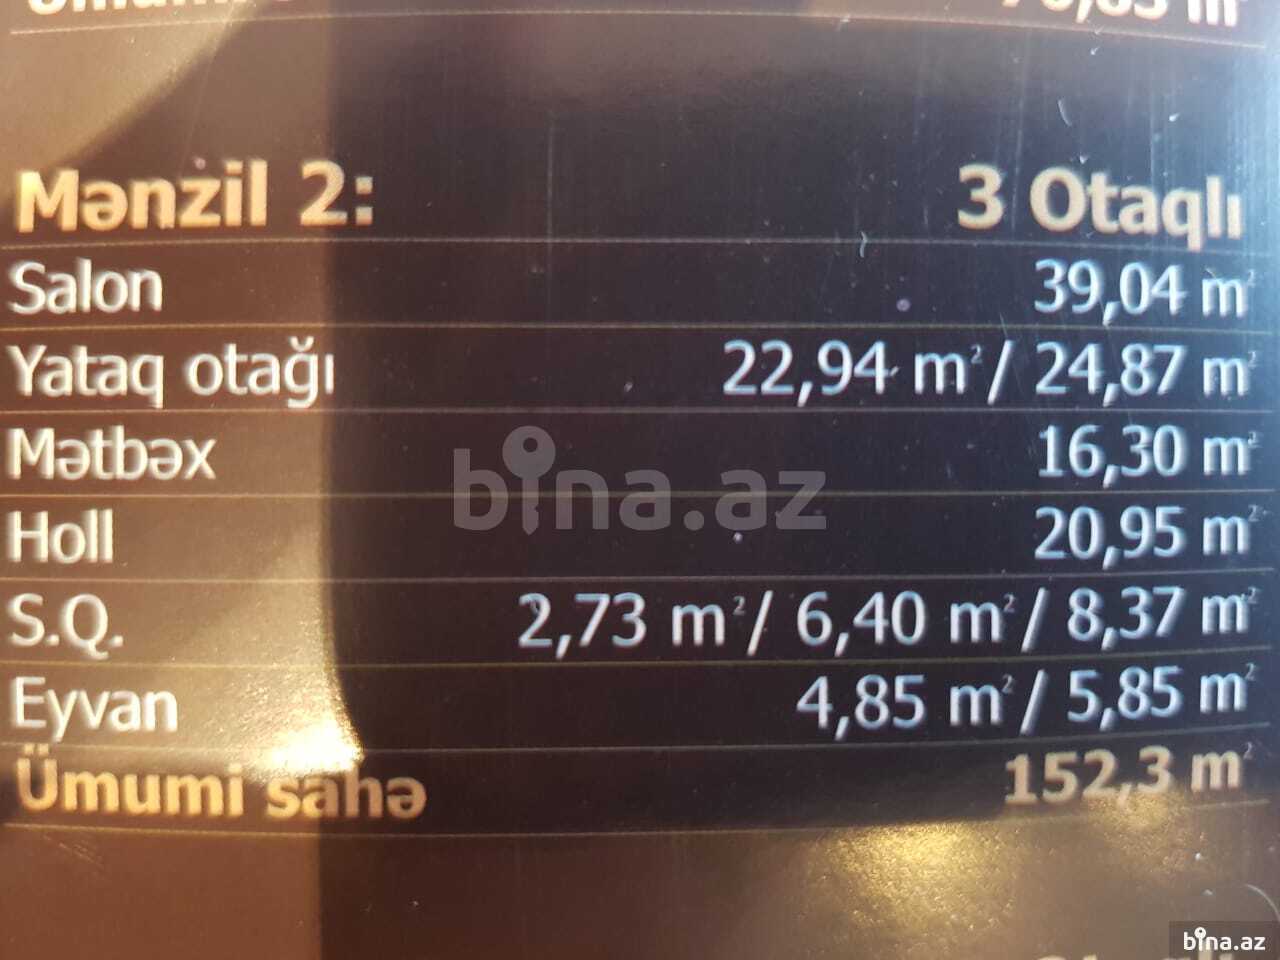 Mənzil 2: 3 Otaqlı
Salon 39,04 m²
Yataq otağı 22,94 m² / 24,87 m²
Mətbəx 16,30 m²
bina.az
Holl 20,95 m²
S.Q. 2,73 m² / 6,40 m² / 8,37 m²
Eyvan 4,85 m² / 5,85 m²
Ümumi sahə 152,3 m²
bina.az